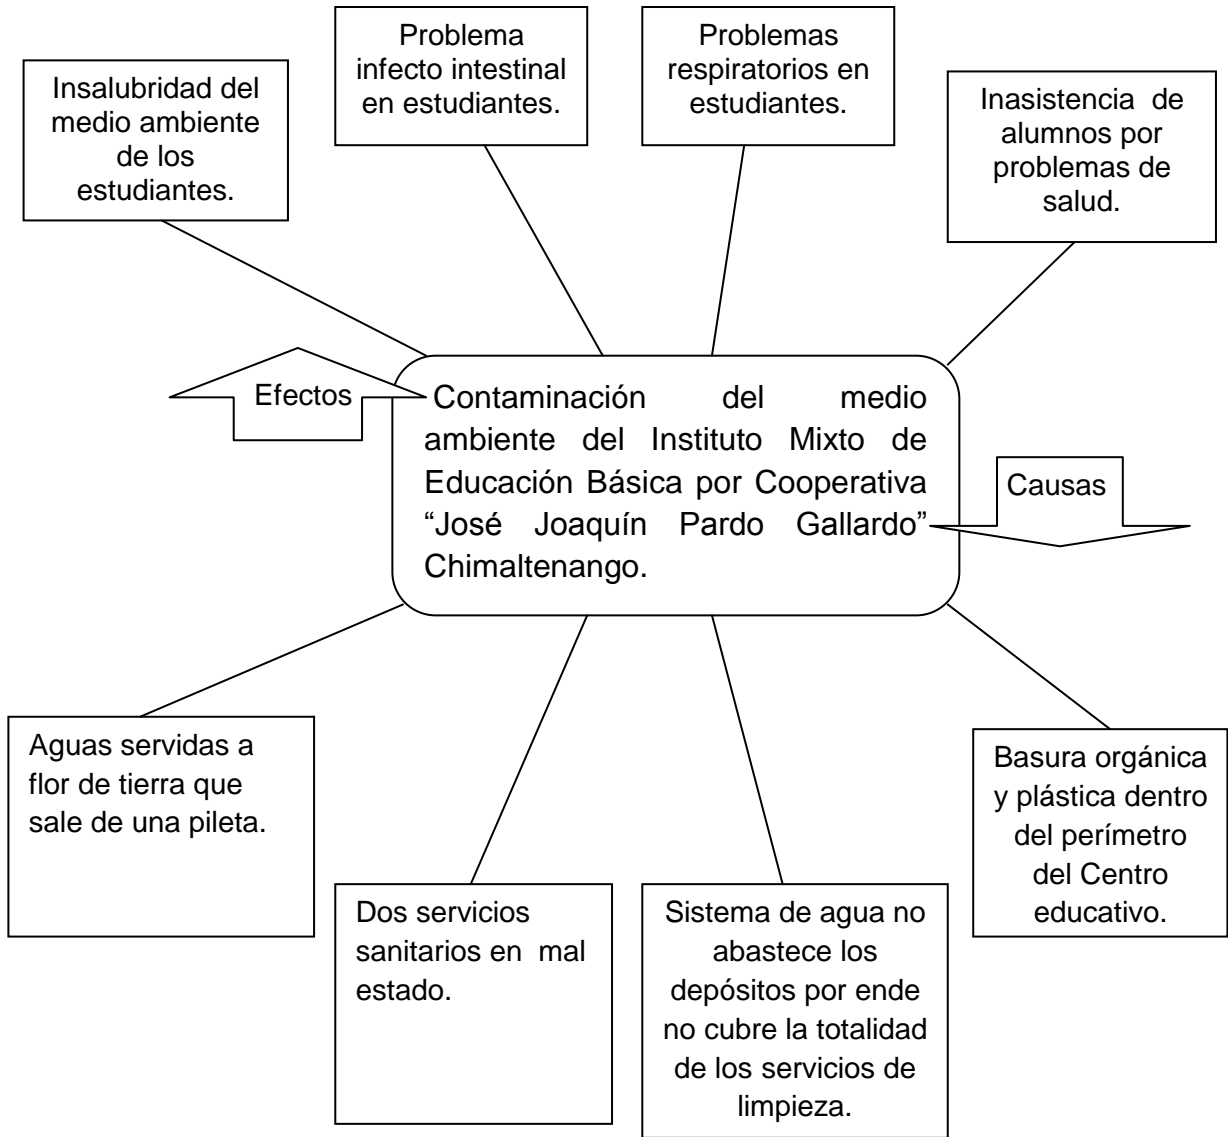 Insalubridad del
medio ambiente
de los
estudiantes.
Problema
infecto intestinal
en estudiantes.
Problemas
respiratorios en
estudiantes.
Inasistencia de
alumnos por
problemas de
salud.
Efectos
Contaminación del medio
ambiente del Instituto Mixto de
Educación Básica por Cooperativa
“José Joaquín Pardo Gallardo”
Chimaltenango.
Causas
Aguas servidas a
flor de tierra que
sale de una pileta.
Dos servicios
sanitarios en mal
estado.
Sistema de agua no
abastece los
depósitos por ende
no cubre la totalidad
de los servicios de
limpieza.
Basura orgánica
y plástica dentro
del perímetro
del Centro
educativo.